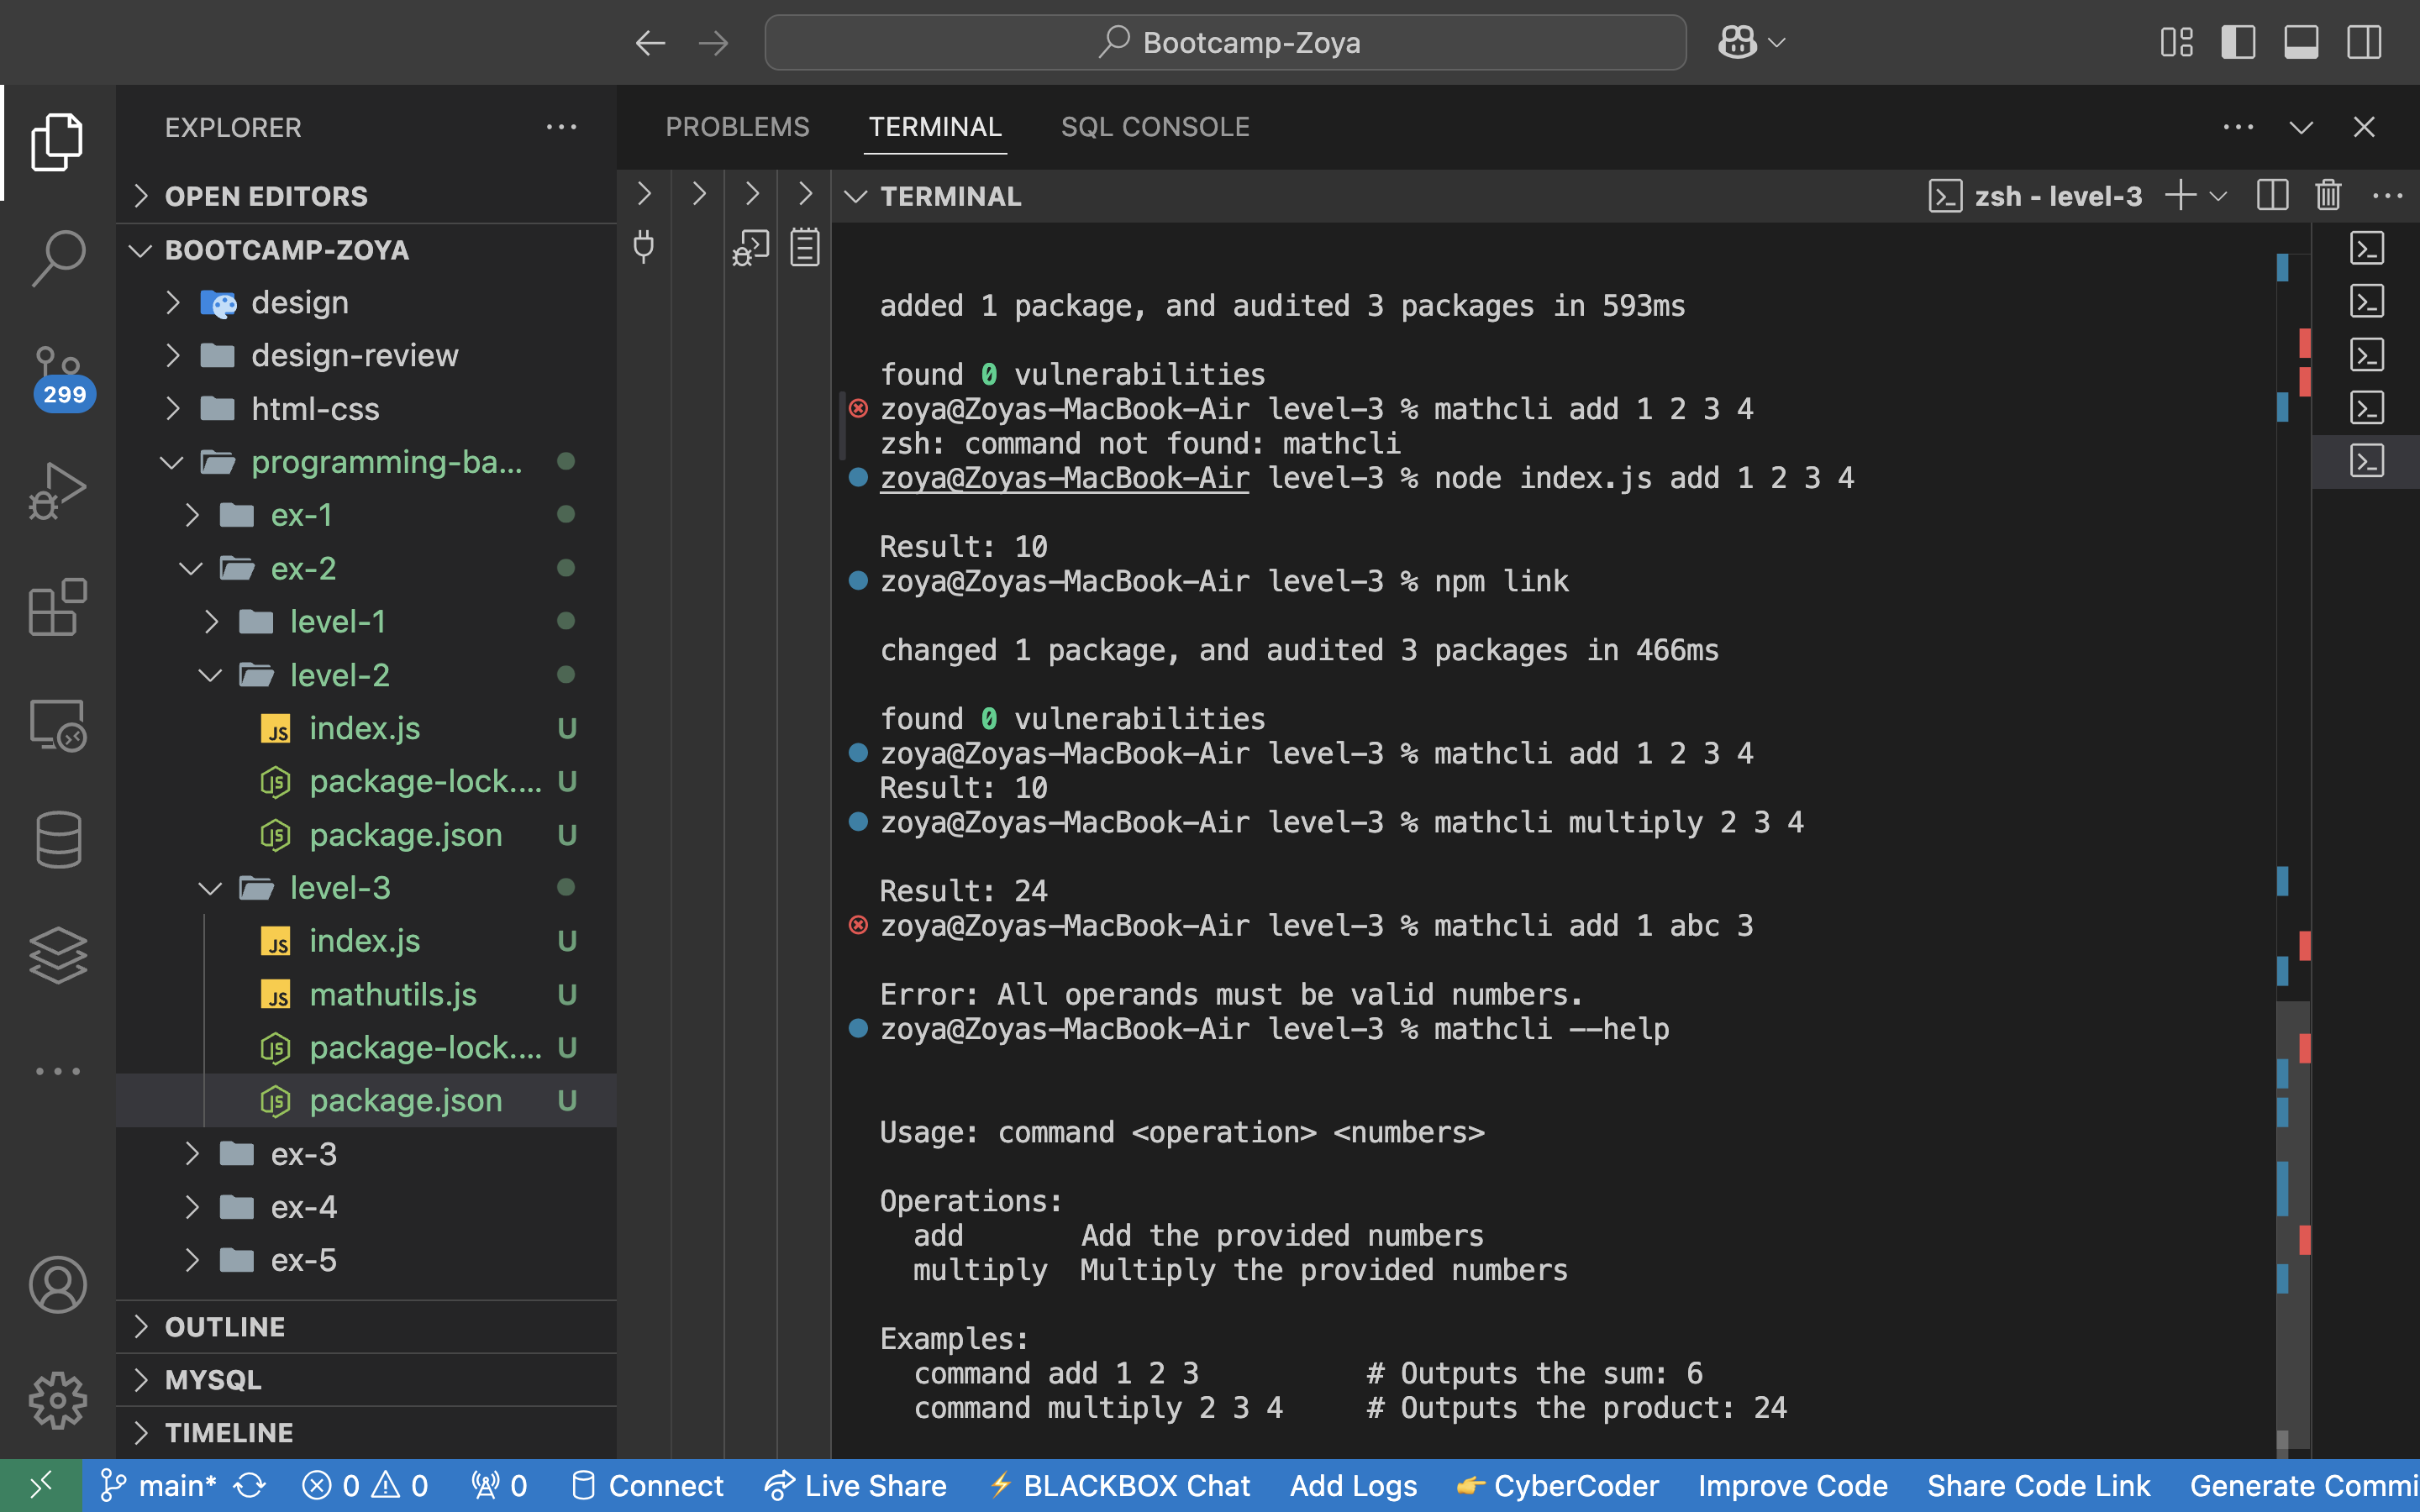 Bootcamp-Zoya
EXPLORER
OPEN EDITORS
BOOTCAMP-ZOYA
design
design-review
html-css
programming-ba...
ex-1
ex-2
level-1
level-2
index.js U
package-lock.... U
package.json U
level-3
index.js U
mathutils.js U
package-lock.... U
package.json U
ex-3
ex-4
ex-5
OUTLINE
MYSQL
TIMELINE
299
PROBLEMS TERMINAL SQL CONSOLE
TERMINAL
zsh - level-3
added 1 package, and audited 3 packages in 593ms
found 0 vulnerabilities
zoya@Zoyas-MacBook-Air level-3 % mathcli add 1 2 3 4
zsh: command not found: mathcli
zoya@Zoyas-MacBook-Air level-3 % node index.js add 1 2 3 4
Result: 10
zoya@Zoyas-MacBook-Air level-3 % npm link
changed 1 package, and audited 3 packages in 466ms
found 0 vulnerabilities
zoya@Zoyas-MacBook-Air level-3 % mathcli add 1 2 3 4
Result: 10
zoya@Zoyas-MacBook-Air level-3 % mathcli multiply 2 3 4
Result: 24
zoya@Zoyas-MacBook-Air level-3 % mathcli add 1 abc 3
Error: All operands must be valid numbers.
zoya@Zoyas-MacBook-Air level-3 % mathcli --help
Usage: command <operation> <numbers>
Operations:
add Add the provided numbers
multiply Multiply the provided numbers
Examples:
command add 1 2 3 # Outputs the sum: 6
command multiply 2 3 4 # Outputs the product: 24
main* 0 0 0 Connect Live Share BLACKBOX Chat Add Logs CyberCoder Improve Code Share Code Link Generate Commi